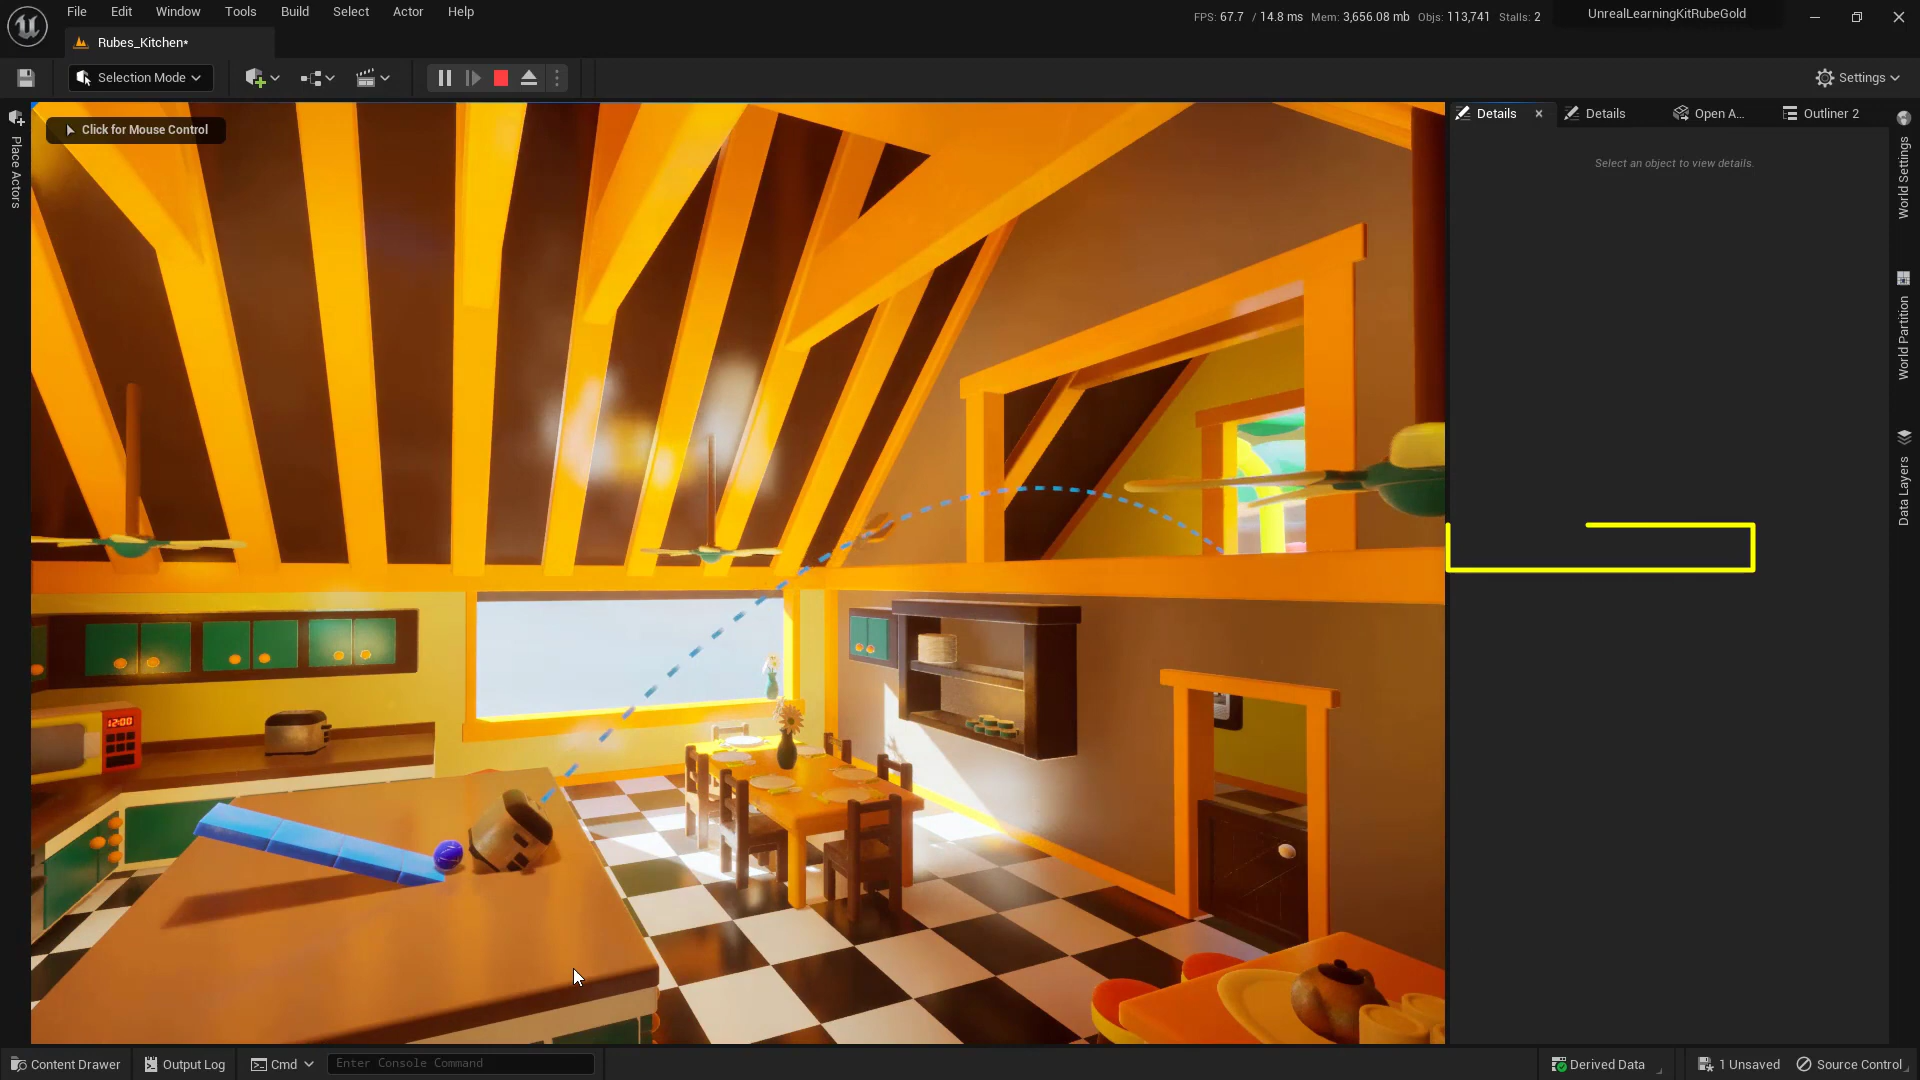 File Edit Window Tools Build Select Actor Help
FPS: 67.7 / 14.8 ms Mem: 3,656.08 mb Objs: 113,741 Stalls: 2
UnrealLearningKitRubeGold
Rubes_Kitchen*
Selection Mode
Settings
Place Actors
Click for Mouse Control
Details
Details
Open A...
Outliner 2
Select an object to view details.
World Settings
World Partition
Data Layers
12:00
Content Drawer
Output Log
Cmd
Enter Console Command
Derived Data
1 Unsaved
Source Control